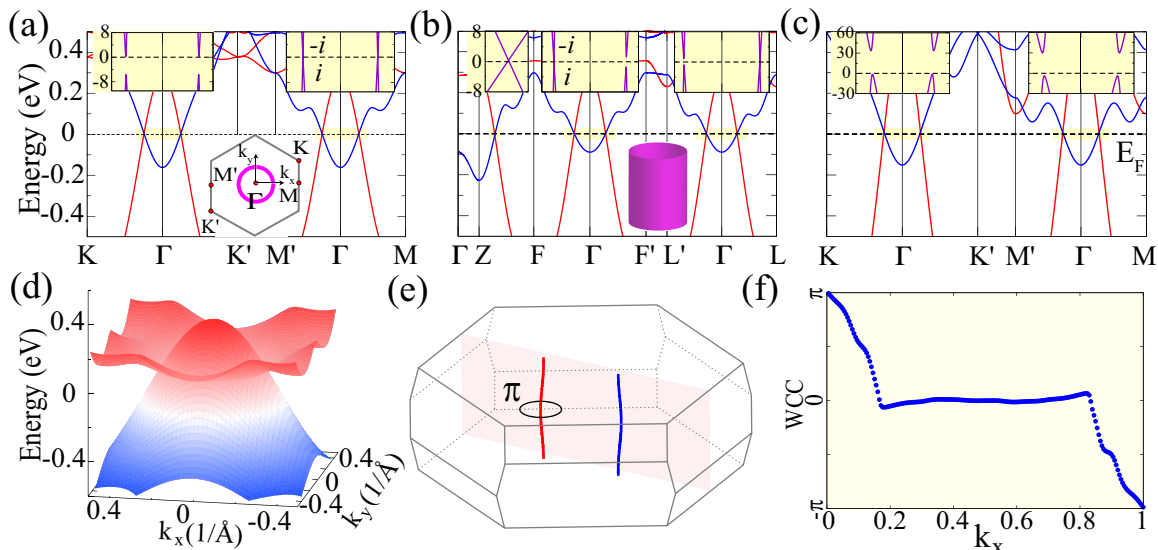 (a)
(b)
(c)
Energy (eV)
0.4
0.2
0
-0.2
-0.4
8
0
-8
-i
i
k_y
k_x
K
M
M'
Γ
K'
K Γ K' M' Γ M
8
0
8
-i
i
Γ Z F Γ F' L' Γ L
60
30
0
-30
E_F
K Γ K' M' Γ M
(d)
(e)
(f)
Energy (eV)
0.4
0
-0.4
0.4 0 -0.4
k_x (1/Å)
0.4
0
-0.4
k_y (1/Å)
π
WCC
π
0
-π
0 0.2 0.4 0.6 0.8 1
k_x